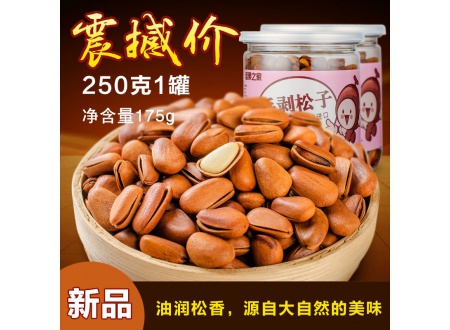 震撼价
250克1罐
净含量175g
剥松子
新品
油润松香，源自大自然的美味